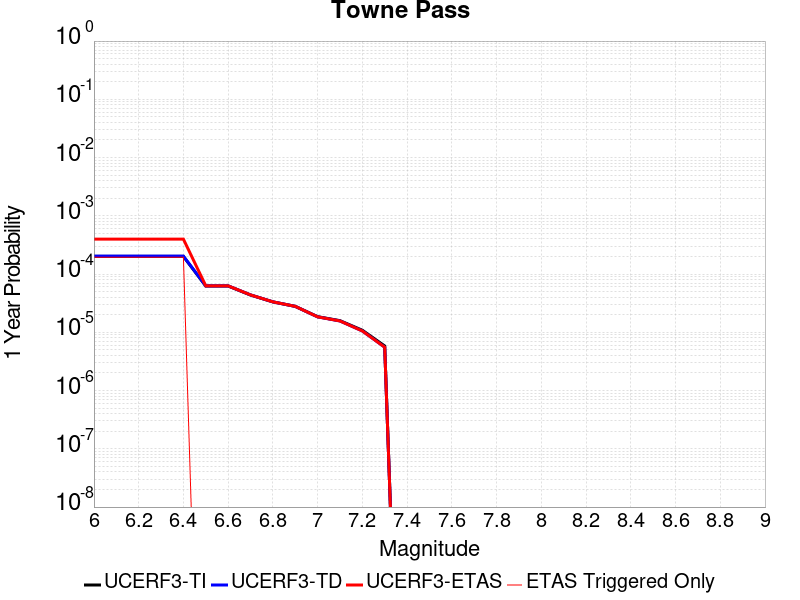 Towne Pass
1 Year Probability
10^0
10^-1
10^-2
10^-3
10^-4
10^-5
10^-6
10^-7
10^-8
6 6.2 6.4 6.6 6.8 7 7.2 7.4 7.6 7.8 8 8.2 8.4 8.6 8.8 9
Magnitude
UCERF3-TI UCERF3-TD UCERF3-ETAS ETAS Triggered Only